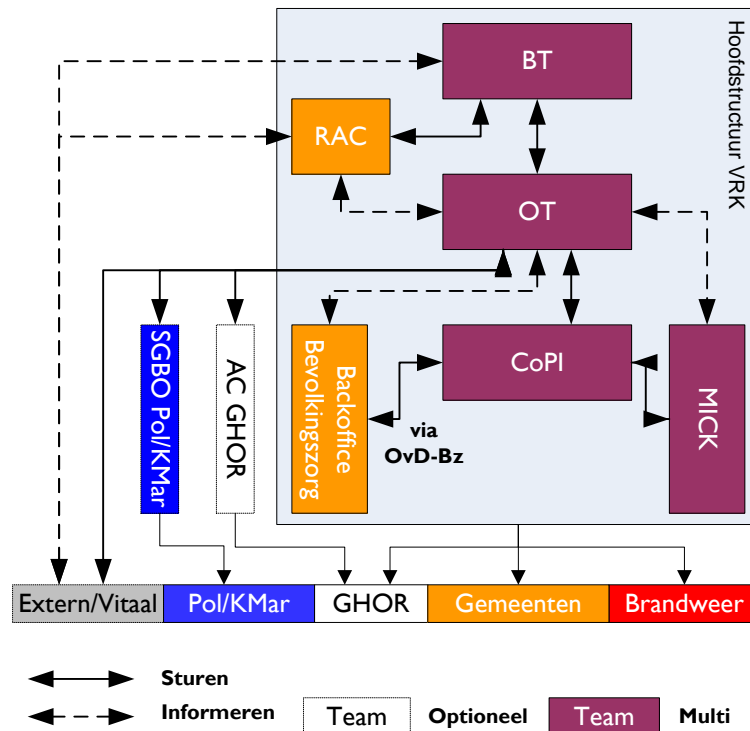 Hoofdstructuur VRK
BT
RAC
OT
SGBO Pol/KMar
AC GHOR
Backoffice
Bevolkingszorg
CoPI
MICK
via
OvD-Bz
Extern/Vitaal
Pol/KMar
GHOR
Gemeenten
Brandweer
Sturen
Informeren
Team
Optioneel
Team
Multi